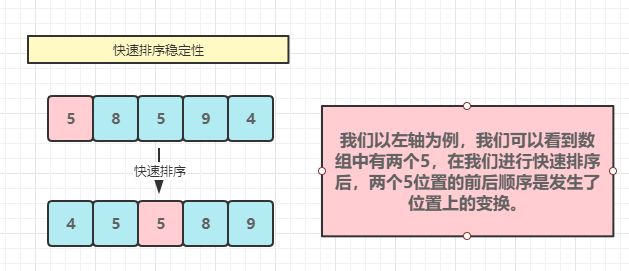 快速排序稳定性
5 8 5 9 4
快速排序
4 5 5 8 9
我们以左轴为例，我们可以看到数
组中有两个5，在我们进行快速排序
后，两个5位置的前后顺序是发生了
位置上的变换。